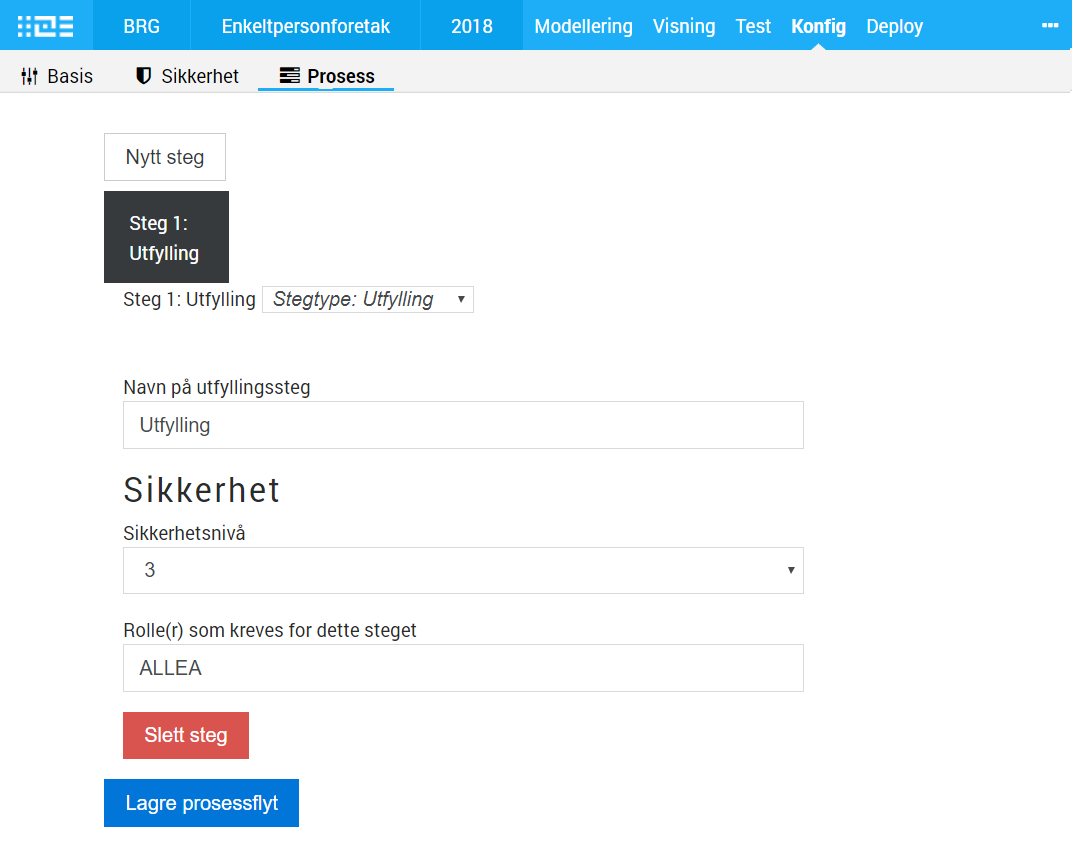 BRG Enkeltpersonforetak 2018 Modellering Visning Test Konfig Deploy
Basis Sikkerhet Prosess
Nytt steg
Steg 1:
Utfylling
Steg 1: Utfylling Stegtype: Utfylling
Navn på utfyllingssteg
Utfylling
Sikkerhet
Sikkerhetsnivå
3
Rolle(r) som kreves for dette steget
ALLEA
Slett steg
Lagre prosessflyt